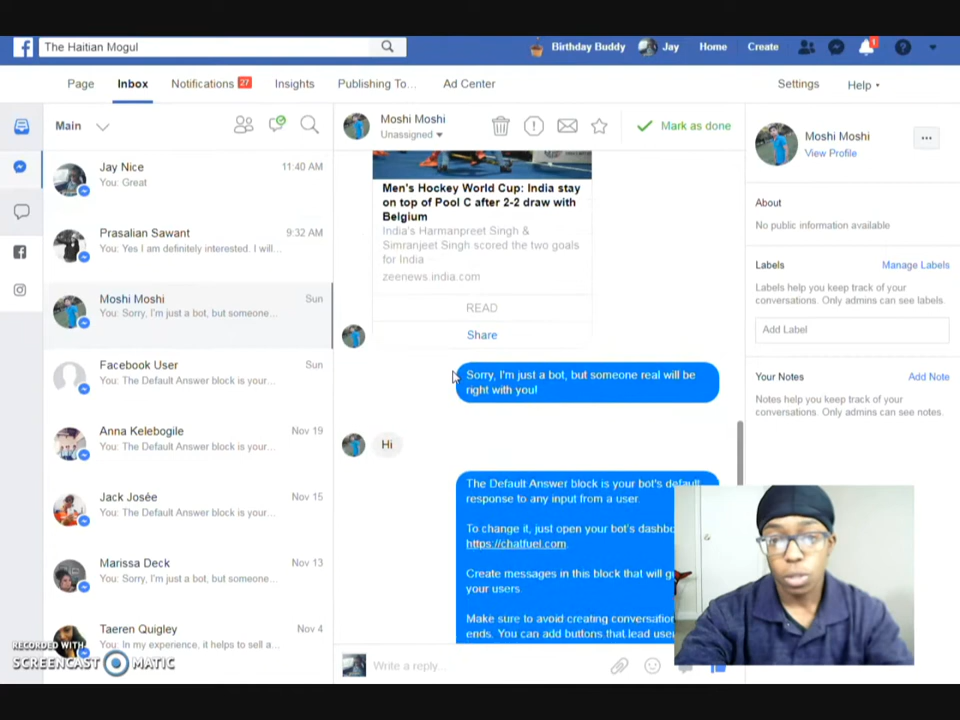 The Haitian Mogul
Birthday Buddy
Jay
Home
Create
1
Page
Inbox
Notifications 27
Insights
Publishing To...
Ad Center
Settings
Help
Main
Moshi Moshi
Unassigned
Mark as done
Jay Nice
11:40 AM
You: Great
Prasalian Sawant
9:32 AM
You: Yes I am definitely interested. I will...
Moshi Moshi
Sun
You: Sorry, I'm just a bot, but someone...
Facebook User
Sun
You: The Default Answer block is your...
Anna Kelebogile
Nov 19
You: The Default Answer block is your...
Jack Josée
Nov 15
You: The Default Answer block is your...
Marissa Deck
Nov 13
You: Sorry, I'm just a bot, but someone...
Taeren Quigley
Nov 4
You: In my experience, it helps to sell a...
Men's Hockey World Cup: India stay
on top of Pool C after 2-2 draw with
Belgium
India's Harmanpreet Singh &
Simranjeet Singh scored the two goals
for India
zeenews.india.com
READ
Share
Sorry, I'm just a bot, but someone real will be
right with you!
Hi
The Default Answer block is your bot's default
response to any input from a user.
To change it, just open your bot's dashbo
https://chatfuel.com.
Create messages in this block that will g
your users
Make sure to avoid creating conversation
ends. You can add buttons that lead user
Write a reply...
Moshi Moshi
View Profile
About
No public information available
Labels
Manage Labels
Labels help you keep track of your
conversations. Only admins can see labels.
Add Label
Your Notes
Add Note
Notes help you keep track of your
conversations. Only admins can see notes.
RECORDED WITH
SCREENCAST MATIC